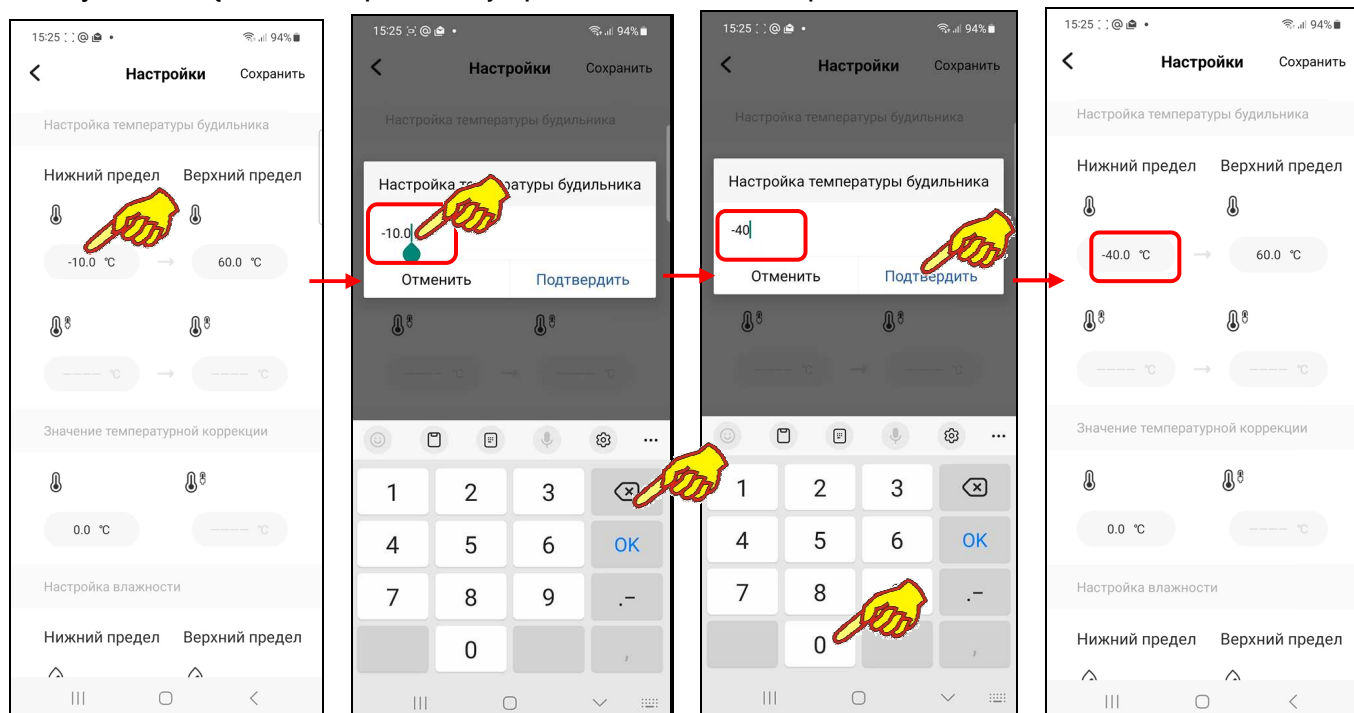 15:25 @ • 94%
Настройки Сохранить
Настройка температуры будильника
Нижний предел Верхний предел
-10.0 ℃ → 60.0 ℃
---- ℃ → ---- ℃
Значение температурной коррекции
0.0 ℃ ---- ℃
Настройка влажности
Нижний предел Верхний предел
15:25 @ • 94%
Настройки Сохранить
Настройка температуры будильника
Настройка температуры будильника
-10.0
Отменить Подтвердить
---- ℃ → ---- ℃
1 2 3
4 5 6 OK
7 8 9 .-
0 ,
15:25 @ • 94%
Настройки Сохранить
Настройка температуры будильника
Настройка температуры будильника
-40
Отменить Подтвердить
---- ℃ → ---- ℃
1 2 3
4 5 6 OK
7 8 .-
0 ,
15:25 @ • 94%
Настройки Сохранить
Настройка температуры будильника
Нижний предел Верхний предел
-40.0 ℃ → 60.0 ℃
---- ℃ → ---- ℃
Значение температурной коррекции
0.0 ℃ ---- ℃
Настройка влажности
Нижний предел Верхний предел